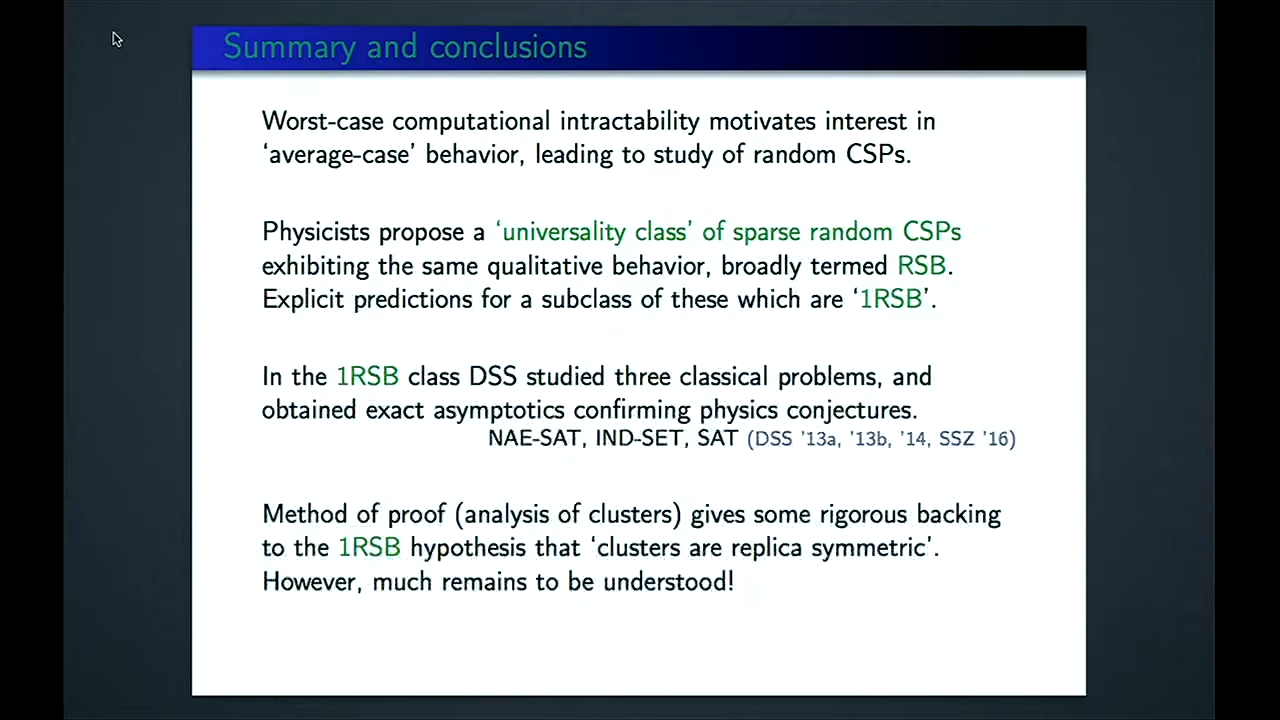 Summary and conclusions
Worst-case computational intractability motivates interest in
‘average-case’ behavior, leading to study of random CSPs.
Physicists propose a ‘universality class’ of sparse random CSPs
exhibiting the same qualitative behavior, broadly termed RSB.
Explicit predictions for a subclass of these which are ‘1RSB’.
In the 1RSB class DSS studied three classical problems, and
obtained exact asymptotics confirming physics conjectures.
NAE-SAT, IND-SET, SAT (DSS '13a, '13b, '14, SSZ '16)
Method of proof (analysis of clusters) gives some rigorous backing
to the 1RSB hypothesis that ‘clusters are replica symmetric’.
However, much remains to be understood!